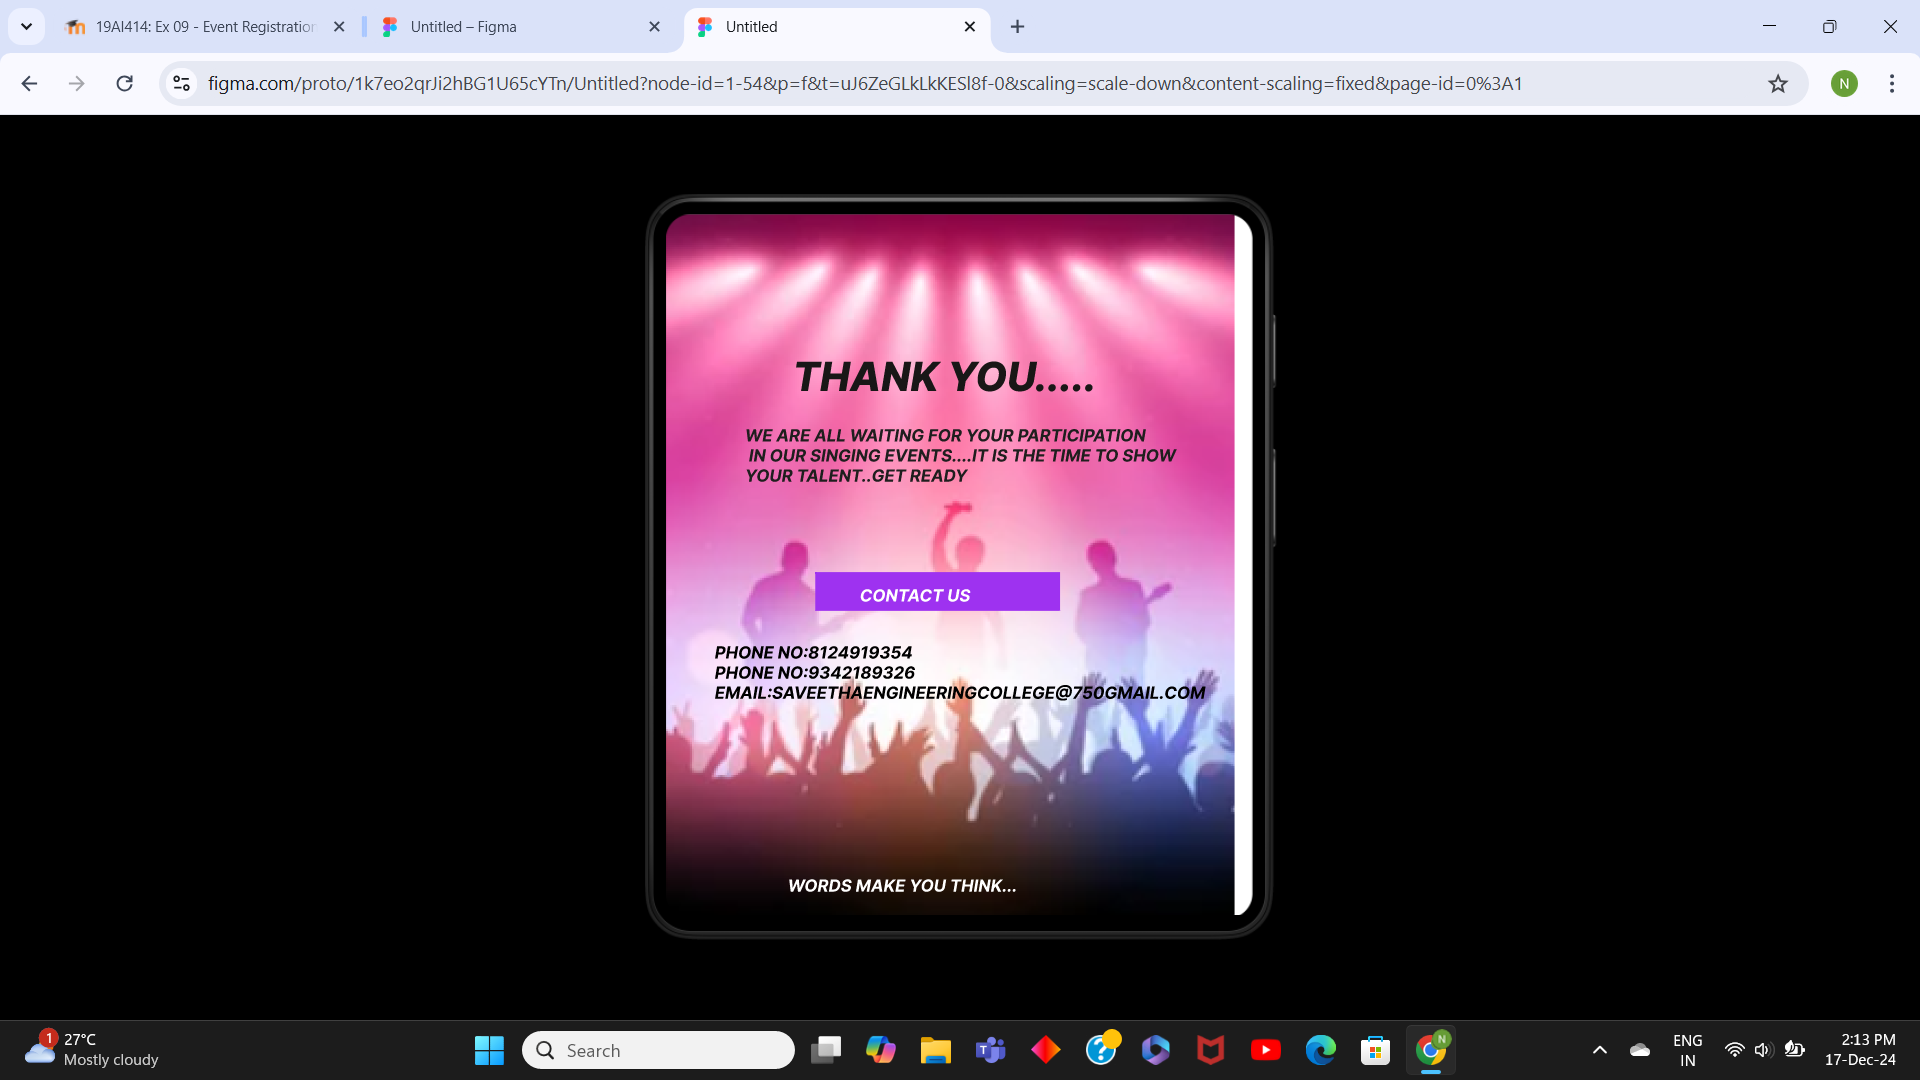 19AI414: Ex 09 - Event Registration
Untitled – Figma
Untitled
figma.com/proto/1k7eo2qrJi2hBG1U65cYTn/Untitled?node-id=1-54&p=f&t=uJ6ZeGLkLkKESl8f-0&scaling=scale-down&content-scaling=fixed&page-id=0%3A1
N
THANK YOU.....
WE ARE ALL WAITING FOR YOUR PARTICIPATION
IN OUR SINGING EVENTS....IT IS THE TIME TO SHOW
YOUR TALENT..GET READY
CONTACT US
PHONE NO:8124919354
PHONE NO:9342189326
EMAIL:SAVEETHAENGINEERINGCOLLEGE@750GMAIL.COM
WORDS MAKE YOU THINK...
1
27°C
Mostly cloudy
Search
N
ENG
IN
2:13 PM
17-Dec-24